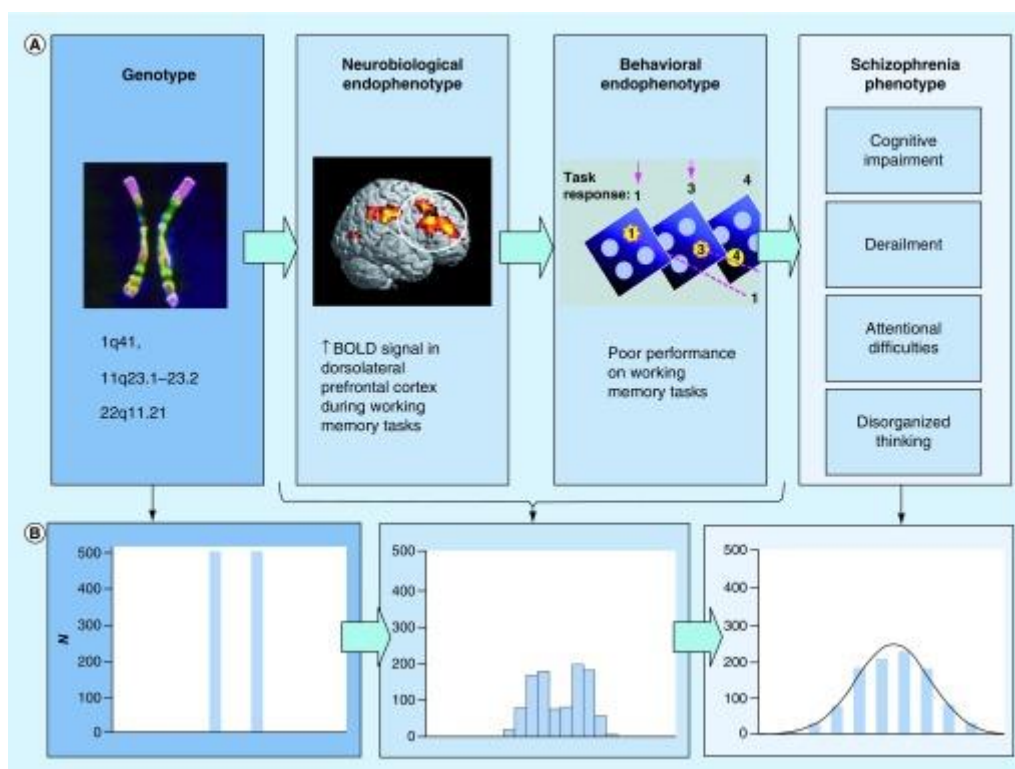 A
Genotype
1q41,
11q23.1–23.2
22q11.21
Neurobiological
endophenotype
↑BOLD signal in
dorsolateral
prefrontal cortex
during working
memory tasks
Behavioral
endophenotype
Task
response:
1
3
4
1
3
4
1
Poor performance
on working
memory tasks
Schizophrenia
phenotype
Cognitive
impairment
Derailment
Attentional
difficulties
Disorganized
thinking
B
N
500
400
300
200
100
0
500
400
300
200
100
0
500
400
300
200
100
0